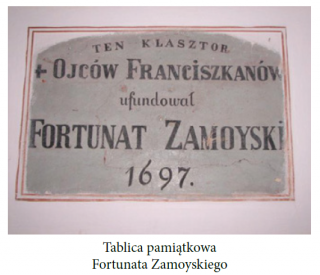 TEN KLASZTOR
+ OJCÓW FRANCISZKANÓW
ufundował
FORTUNAT ZAMOYSKI
1697.
Tablica pamiątkowa
Fortunata Zamoyskiego